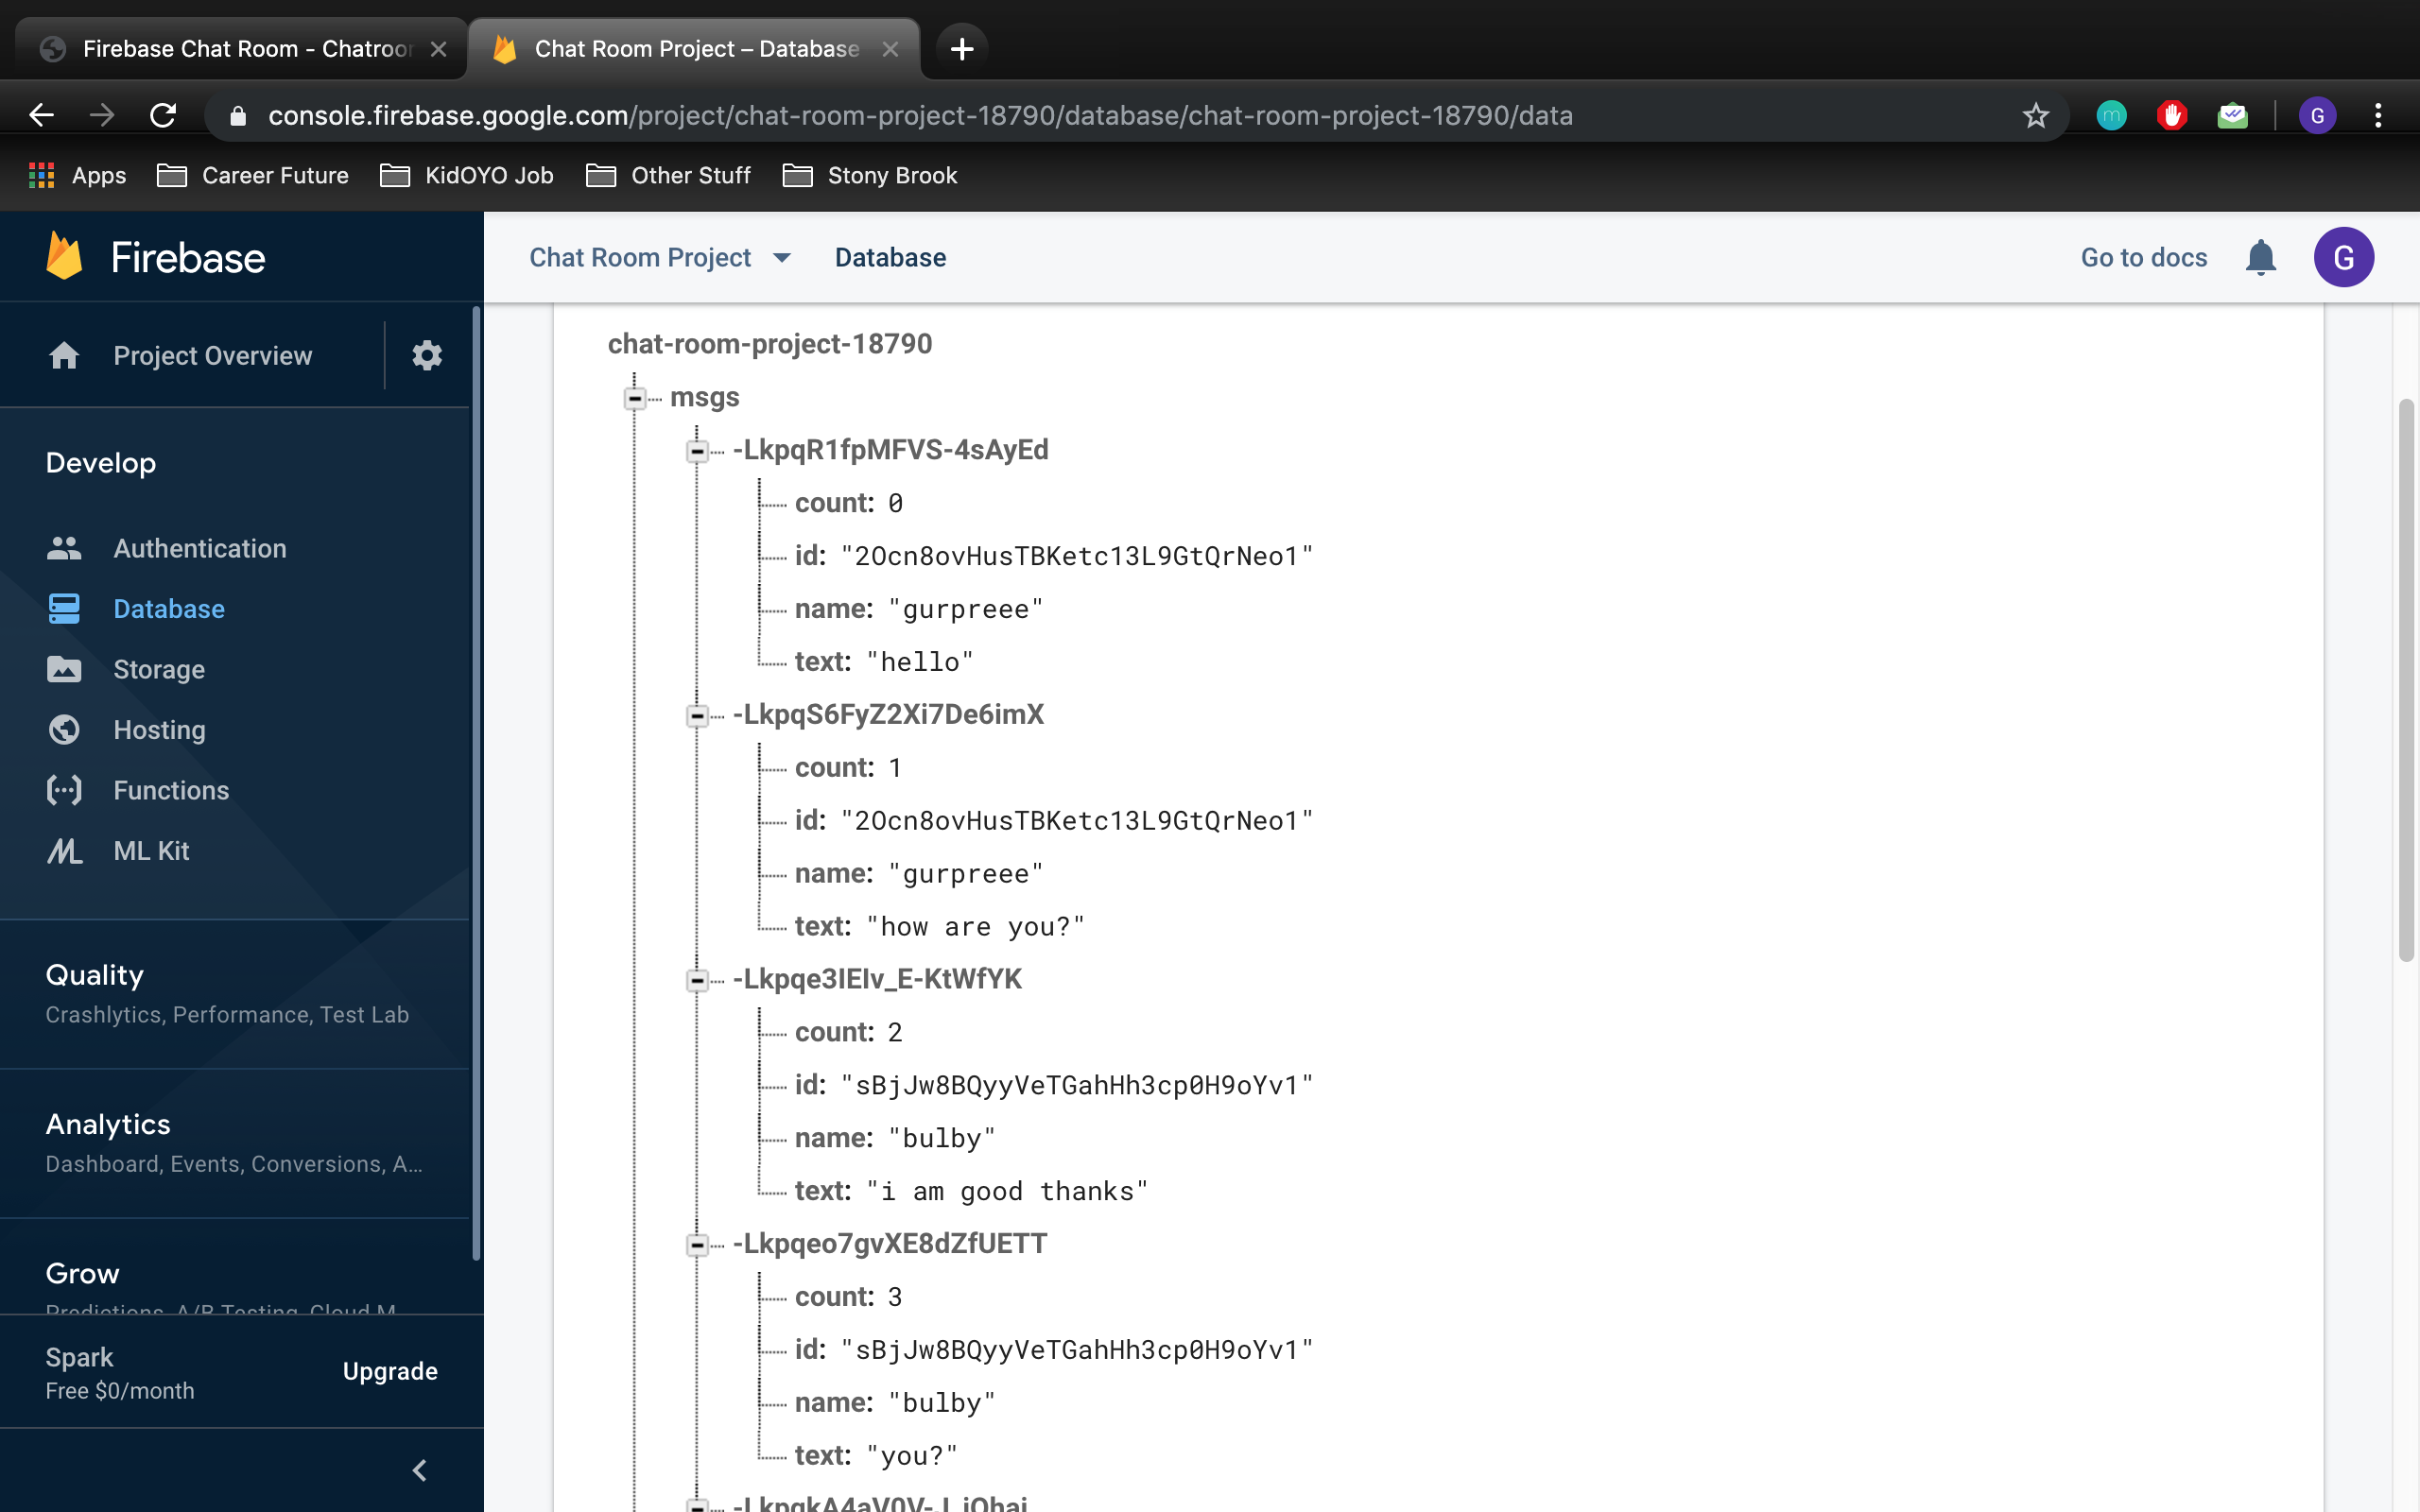 Firebase Chat Room - Chatroor
Chat Room Project – Database
console.firebase.google.com/project/chat-room-project-18790/database/chat-room-project-18790/data
m
G
Apps
Career Future
KidOYO Job
Other Stuff
Stony Brook
Firebase
Chat Room Project
Database
Go to docs
G
Project Overview
Develop
Authentication
Database
Storage
Hosting
Functions
ML Kit
Quality
Crashlytics, Performance, Test Lab
Analytics
Dashboard, Events, Conversions, A...
Grow
Predictions, A/B Testing, Cloud M
Spark
Free $0/month
Upgrade
chat-room-project-18790
msgs
-LkpqR1fpMFVS-4sAyEd
count: 0
id: "2Ocn8ovHusTBKetc13L9GtQrNeo1"
name: "gurpreee"
text: "hello"
-LkpqS6FyZ2Xi7De6imX
count: 1
id: "2Ocn8ovHusTBKetc13L9GtQrNeo1"
name: "gurpreee"
text: "how are you?"
-Lkpqe3IEIv_E-KtWfYK
count: 2
id: "sBjJw8BQyyVeTGahHh3cp0H9oYv1"
name: "bulby"
text: "i am good thanks"
-Lkpqeo7gvXE8dZfUETT
count: 3
id: "sBjJw8BQyyVeTGahHh3cp0H9oYv1"
name: "bulby"
text: "you?"